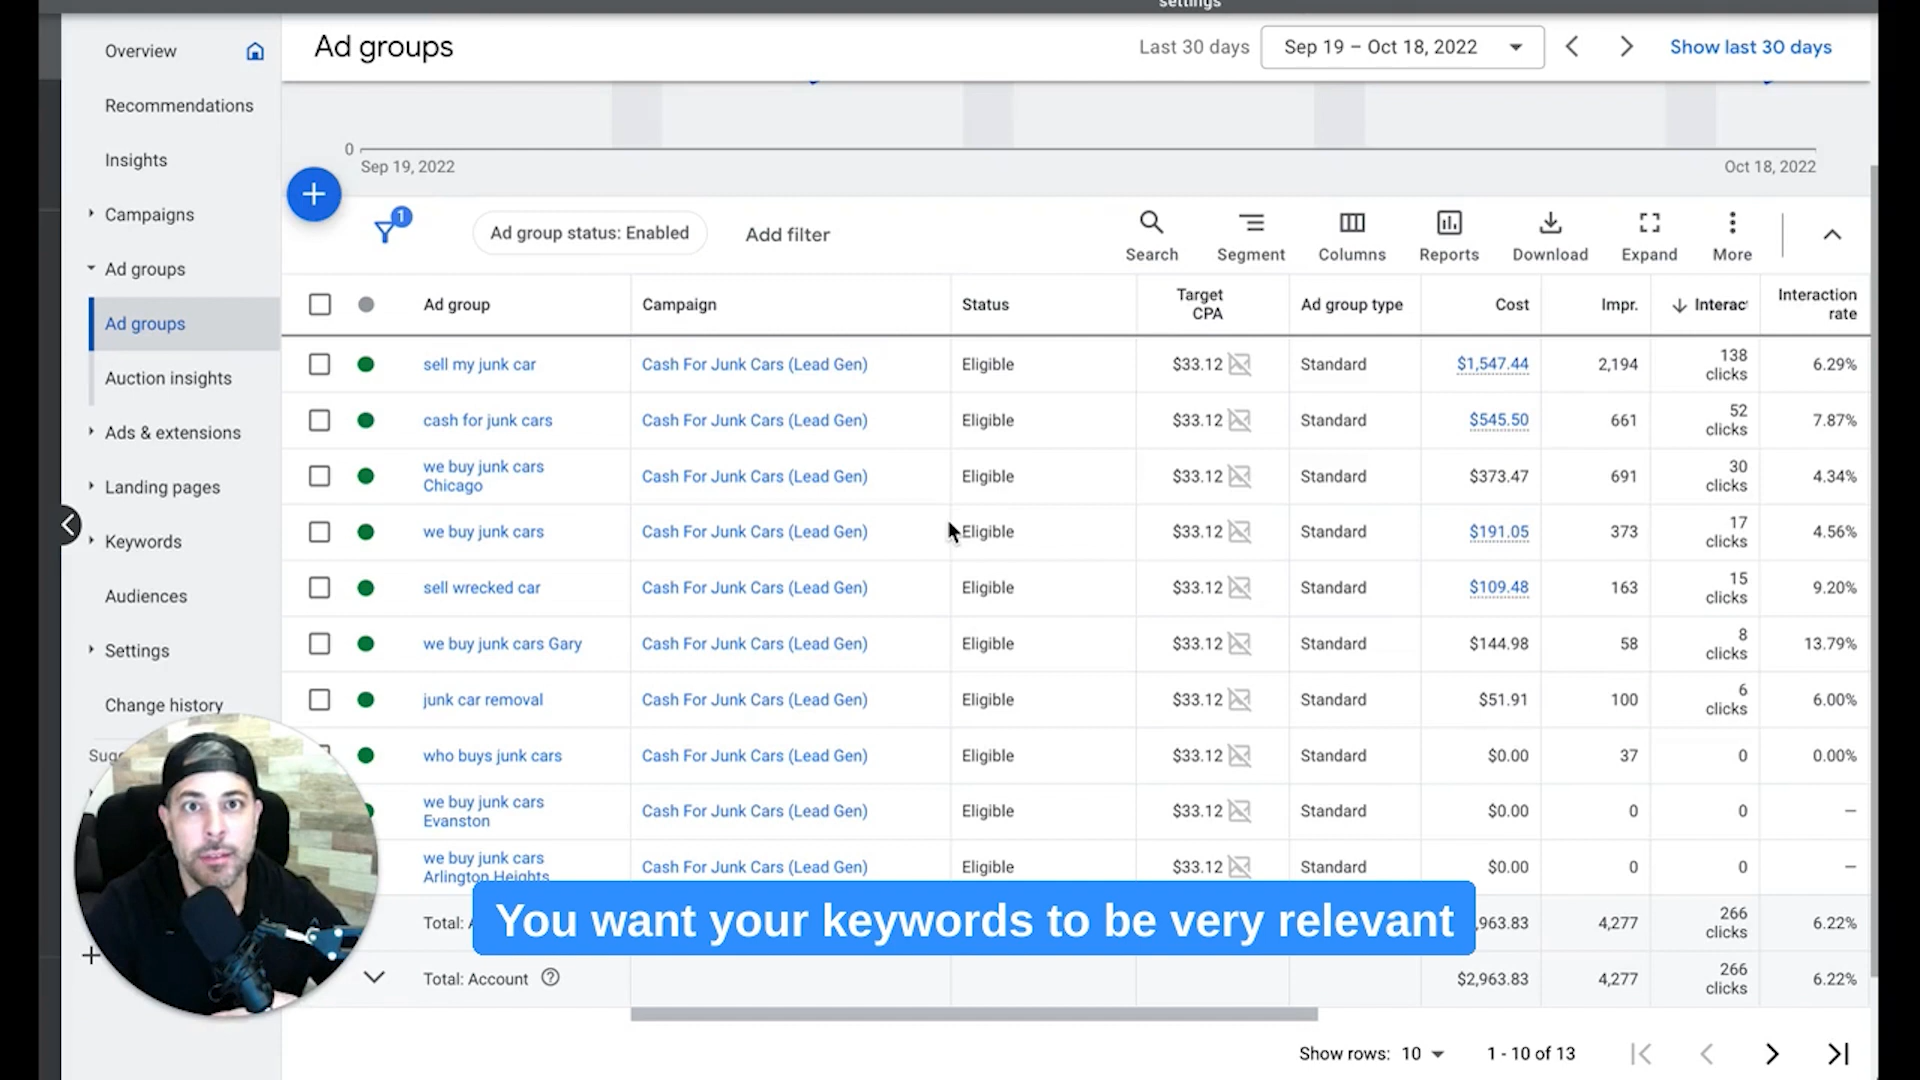 settings
Overview
Recommendations
Insights
Campaigns
Ad groups
Ad groups
Auction insights
Ads & extensions
Landing pages
Keywords
Audiences
Settings
Change history
Ad groups
Last 30 days
Sep 19 – Oct 18, 2022
Show last 30 days
0
Sep 19, 2022
Oct 18, 2022
1
Ad group status: Enabled
Add filter
Search
Segment
Columns
Reports
Download
Expand
More
Ad group Campaign Status Target CPA Ad group type Cost Impr. Interac Interaction rate
sell my junk car Cash For Junk Cars (Lead Gen) Eligible $33.12 Standard $1,547.44 2,194 138 clicks 6.29%
cash for junk cars Cash For Junk Cars (Lead Gen) Eligible $33.12 Standard $545.50 661 52 clicks 7.87%
we buy junk cars Chicago Cash For Junk Cars (Lead Gen) Eligible $33.12 Standard $373.47 691 30 clicks 4.34%
we buy junk cars Cash For Junk Cars (Lead Gen) Eligible $33.12 Standard $191.05 373 17 clicks 4.56%
sell wrecked car Cash For Junk Cars (Lead Gen) Eligible $33.12 Standard $109.48 163 15 clicks 9.20%
we buy junk cars Gary Cash For Junk Cars (Lead Gen) Eligible $33.12 Standard $144.98 58 8 clicks 13.79%
junk car removal Cash For Junk Cars (Lead Gen) Eligible $33.12 Standard $51.91 100 6 clicks 6.00%
who buys junk cars Cash For Junk Cars (Lead Gen) Eligible $33.12 Standard $0.00 37 0 0.00%
we buy junk cars Evanston Cash For Junk Cars (Lead Gen) Eligible $33.12 Standard $0.00 0 0 –
we buy junk cars Arlington Heights Cash For Junk Cars (Lead Gen) Eligible $33.12 Standard $0.00 0 0 –
Total: 963.83 4,277 266 clicks 6.22%
You want your keywords to be very relevant
Total: Account $2,963.83 4,277 266 clicks 6.22%
Show rows: 10
1 - 10 of 13